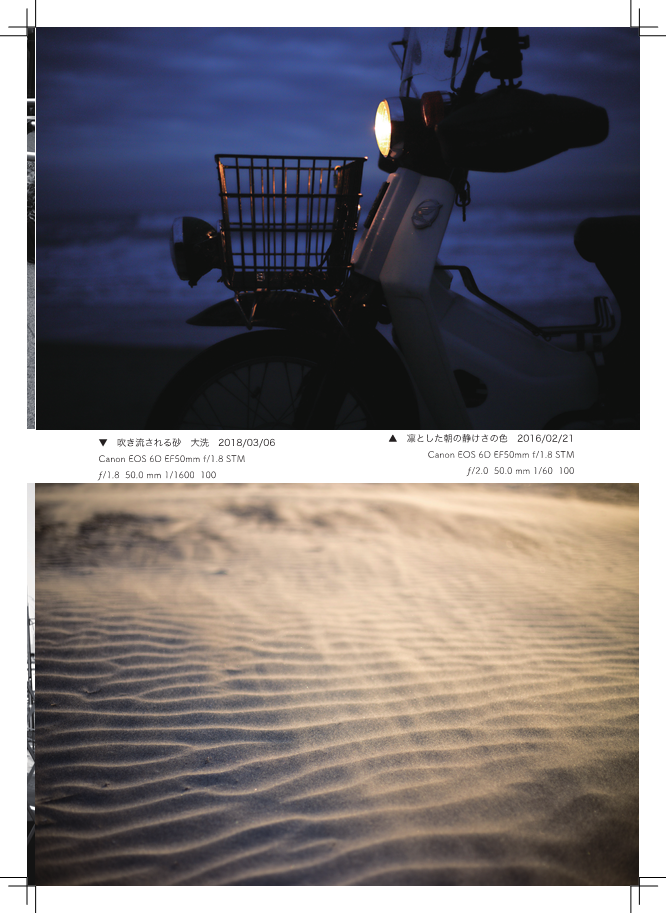 ▼　吹き流される砂　大洗　2018/03/06
Canon EOS 6D EF50mm f/1.8 STM
ƒ/1.8 50.0 mm 1/1600 100
▲　凛とした朝の静けさの色　2016/02/21
Canon EOS 6D EF50mm f/1.8 STM
ƒ/2.0 50.0 mm 1/60 100